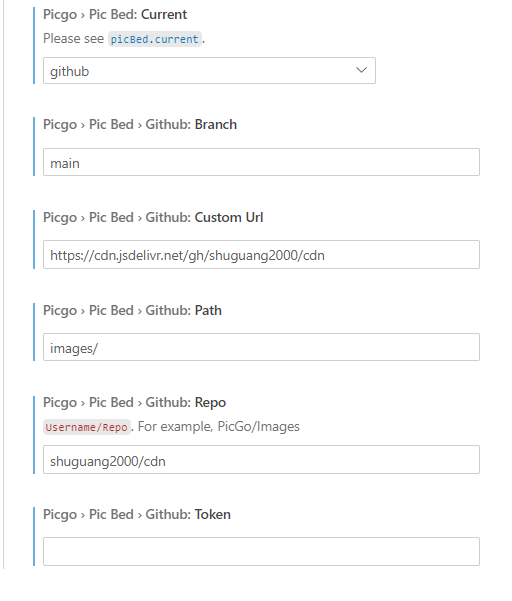 Picgo › Pic Bed: Current
Please see picBed.current.
github
Picgo › Pic Bed › Github: Branch
main
Picgo › Pic Bed › Github: Custom Url
https://cdn.jsdelivr.net/gh/shuguang2000/cdn
Picgo › Pic Bed › Github: Path
images/
Picgo › Pic Bed › Github: Repo
Username/Repo. For example, PicGo/Images
shuguang2000/cdn
Picgo › Pic Bed › Github: Token